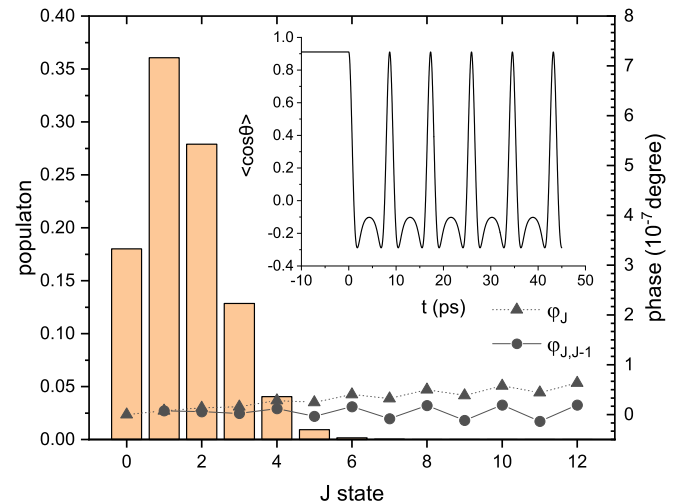 0.40
0.35
0.30
0.25
0.20
0.15
0.10
0.05
0.00
populaton
0 2 4 6 8 10 12
J state
8
7
6
5
4
3
2
1
0
phase (10⁻⁷ degree)
1.0
0.8
0.6
0.4
0.2
0.0
-0.2
-0.4
<cosθ>
-10 0 10 20 30 40 50
t (ps)
φJ
φJ,J-1